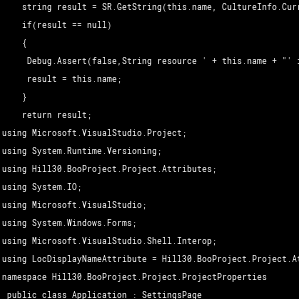 string result = SR.GetString(this.name, CultureInfo.Curr
if(result == null)
{
Debug.Assert(false,String resource ' + this.name + "' i
result = this.name;
}
return result;
using Microsoft.VisualStudio.Project;
using System.Runtime.Versioning;
using Hill30.BooProject.Project.Attributes;
using System.IO;
using Microsoft.VisualStudio;
using System.Windows.Forms;
using Microsoft.VisualStudio.Shell.Interop;
using LocDisplayNameAttribute = Hill30.BooProject.Project.At
namespace Hill30.BooProject.Project.ProjectProperties
public class Application : SettingsPage